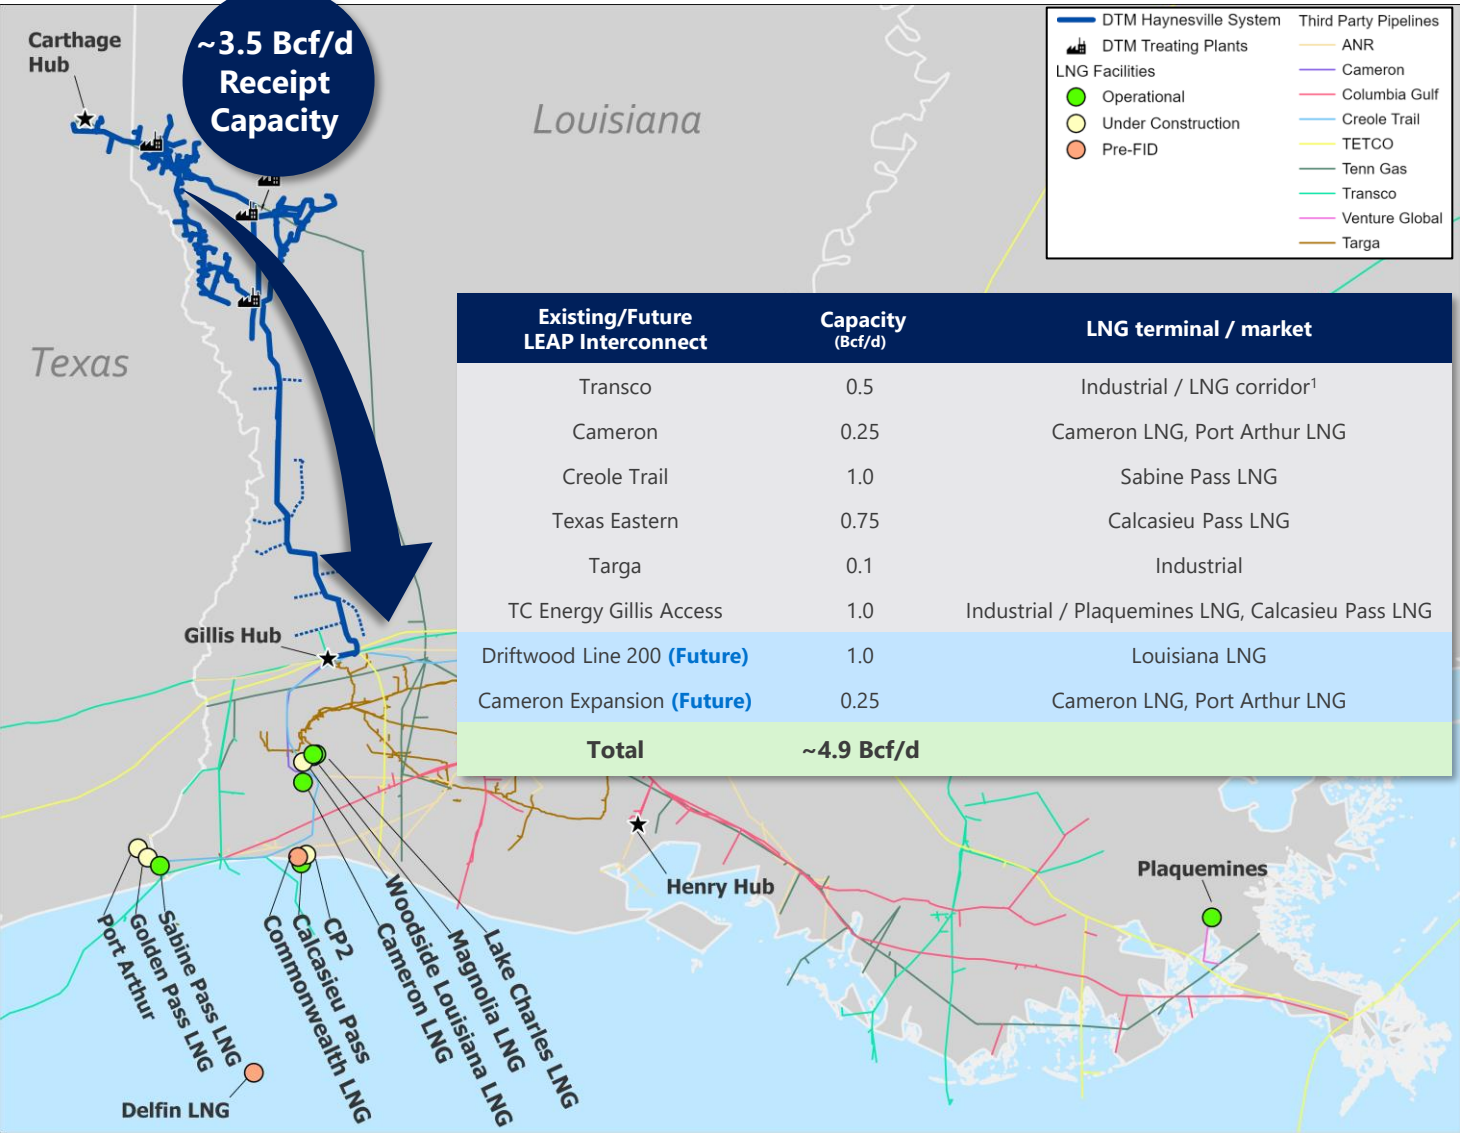 Carthage
Hub
~3.5 Bcf/d
Receipt
Capacity
Louisiana
Texas
DTM Haynesville System
DTM Treating Plants
LNG Facilities
Operational
Under Construction
Pre-FID
Third Party Pipelines
ANR
Cameron
Columbia Gulf
Creole Trail
TETCO
Tenn Gas
Transco
Venture Global
Targa
Existing/Future
LEAP Interconnect
Capacity
(Bcf/d)
LNG terminal / market
Transco 0.5 Industrial / LNG corridor¹
Cameron 0.25 Cameron LNG, Port Arthur LNG
Creole Trail 1.0 Sabine Pass LNG
Texas Eastern 0.75 Calcasieu Pass LNG
Targa 0.1 Industrial
TC Energy Gillis Access 1.0 Industrial / Plaquemines LNG, Calcasieu Pass LNG
Driftwood Line 200 (Future) 1.0 Louisiana LNG
Cameron Expansion (Future) 0.25 Cameron LNG, Port Arthur LNG
Total ~4.9 Bcf/d
Gillis Hub
Henry Hub
Plaquemines
Port Arthur
Golden Pass LNG
Sabine Pass LNG
Commonwealth LNG
Calcasieu Pass
CP2
Woodside Louisiana LNG
Cameron LNG
Magnolia LNG
Lake Charles LNG
Delfin LNG